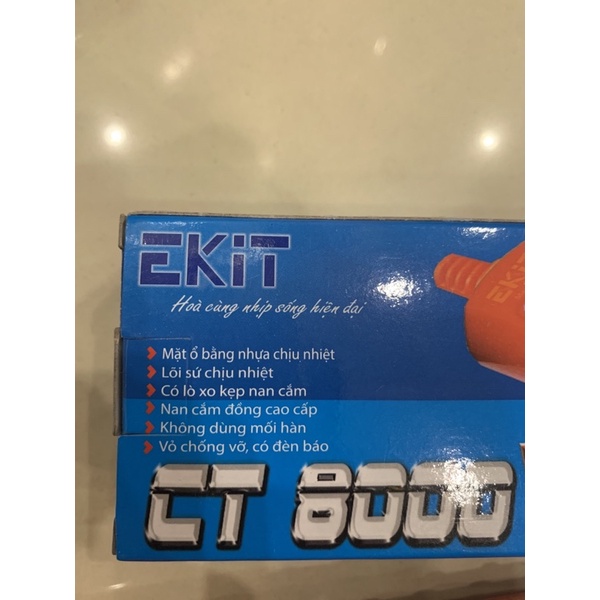 EKiT
Hoà cùng nhịp sống hiện đại
EKiT
Mặt ổ bằng nhựa chịu nhiệt
Lõi sứ chịu nhiệt
Có lò xo kẹp nan cắm
Nan cắm đồng cao cấp
Không dùng mối hàn
Vỏ chống vỡ, có đèn báo
CT 8000